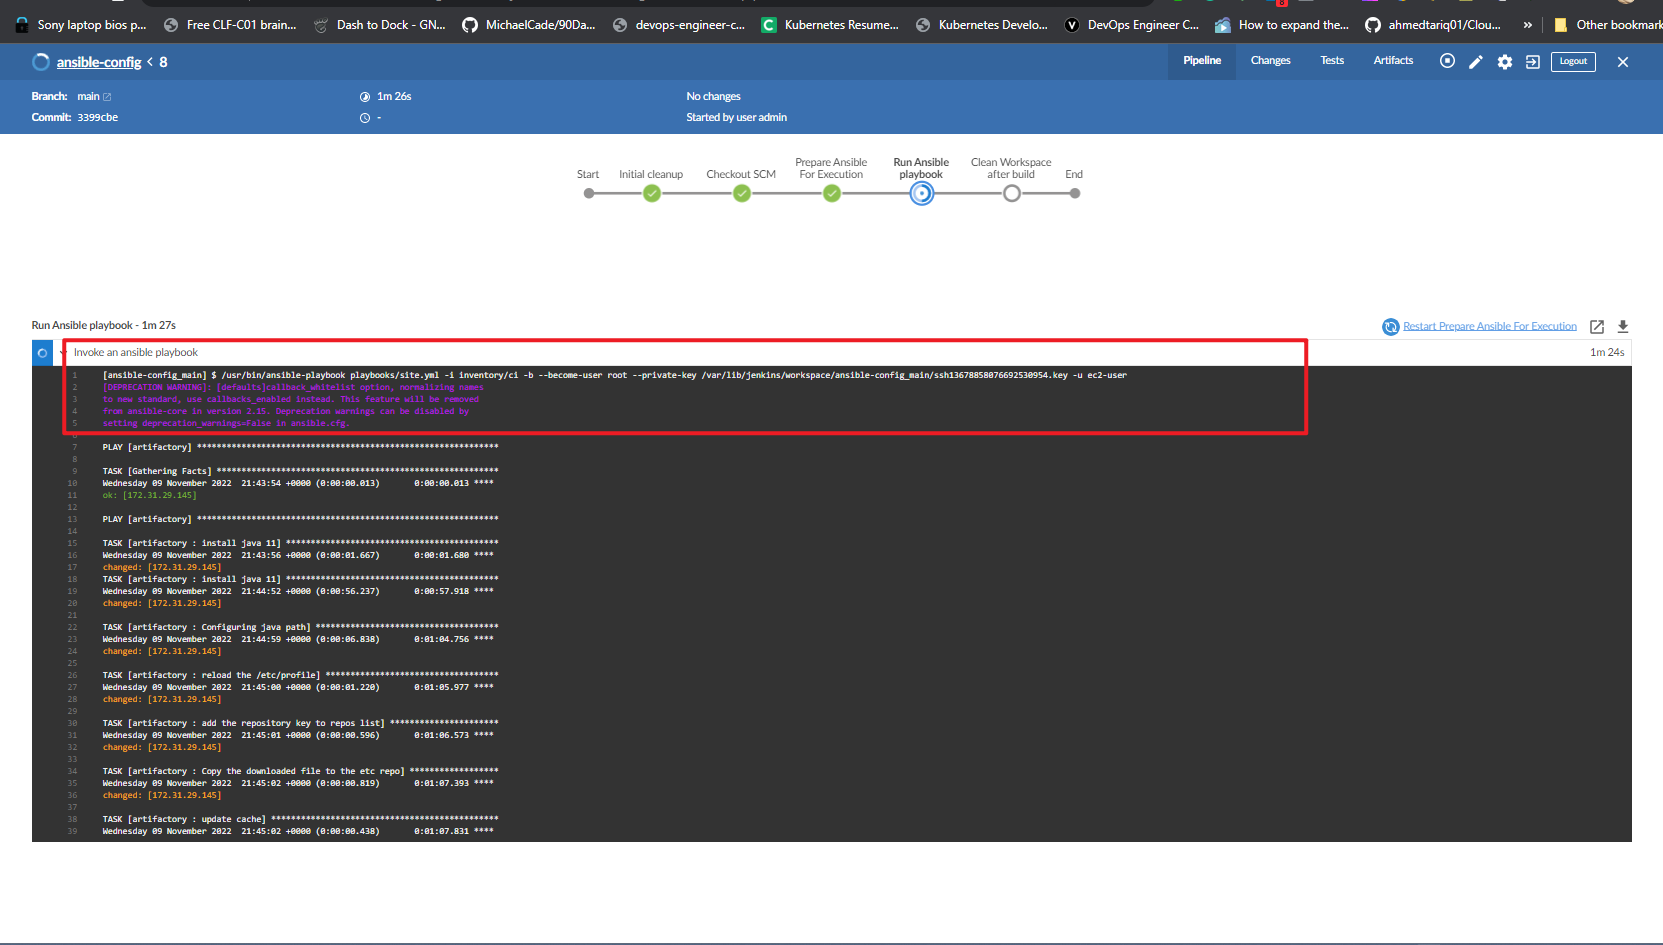 Sony laptop bios p...
Free CLF-C01 brain...
Dash to Dock - GN...
MichaelCade/90Da...
devops-engineer-c...
Kubernetes Resume...
Kubernetes Develo...
DevOps Engineer C...
How to expand the...
ahmedtariq01/Clou...
»
Other bookmark
ansible-config < 8
Pipeline
Changes
Tests
Artifacts
Logout
Branch: main
1m 26s
No changes
Commit: 3399cbe
-
Started by user admin
Start
Initial cleanup
Checkout SCM
Prepare Ansible
For Execution
Run Ansible
playbook
Clean Workspace
after build
End
Run Ansible playbook - 1m 27s
Restart Prepare Ansible For Execution
Invoke an ansible playbook
1m 24s
1 [ansible-config_main] $ /usr/bin/ansible-playbook playbooks/site.yml -i inventory/ci -b --become-user root --private-key /var/lib/jenkins/workspace/ansible-config_main/ssh13678858076692530954.key -u ec2-user
2 [DEPRECATION WARNING]: [defaults]callback_whitelist option, normalizing names
3 to new standard, use callbacks_enabled instead. This feature will be removed
4 from ansible-core in version 2.15. Deprecation warnings can be disabled by
5 setting deprecation_warnings=False in ansible.cfg.
6
7 PLAY [artifactory] *************************************************************
8
9 TASK [Gathering Facts] *********************************************************
10 Wednesday 09 November 2022  21:43:54 +0000 (0:00:00.013)       0:00:00.013 ****
11 ok: [172.31.29.145]
12
13 PLAY [artifactory] *************************************************************
14
15 TASK [artifactory : install java 11] *******************************************
16 Wednesday 09 November 2022  21:43:56 +0000 (0:00:01.667)       0:00:01.680 ****
17 changed: [172.31.29.145]
18 TASK [artifactory : install java 11] *******************************************
19 Wednesday 09 November 2022  21:44:52 +0000 (0:00:56.237)       0:00:57.918 ****
20 changed: [172.31.29.145]
21
22 TASK [artifactory : Configuring java path] *************************************
23 Wednesday 09 November 2022  21:44:59 +0000 (0:00:06.838)       0:01:04.756 ****
24 changed: [172.31.29.145]
25
26 TASK [artifactory : reload the /etc/profile] ***********************************
27 Wednesday 09 November 2022  21:45:00 +0000 (0:00:01.220)       0:01:05.977 ****
28 changed: [172.31.29.145]
29
30 TASK [artifactory : add the repository key to repos list] **********************
31 Wednesday 09 November 2022  21:45:01 +0000 (0:00:00.596)       0:01:06.573 ****
32 changed: [172.31.29.145]
33
34 TASK [artifactory : Copy the downloaded file to the etc repo] ******************
35 Wednesday 09 November 2022  21:45:02 +0000 (0:00:00.819)       0:01:07.393 ****
36 changed: [172.31.29.145]
37
38 TASK [artifactory : update cache] **********************************************
39 Wednesday 09 November 2022  21:45:02 +0000 (0:00:00.438)       0:01:07.831 ****